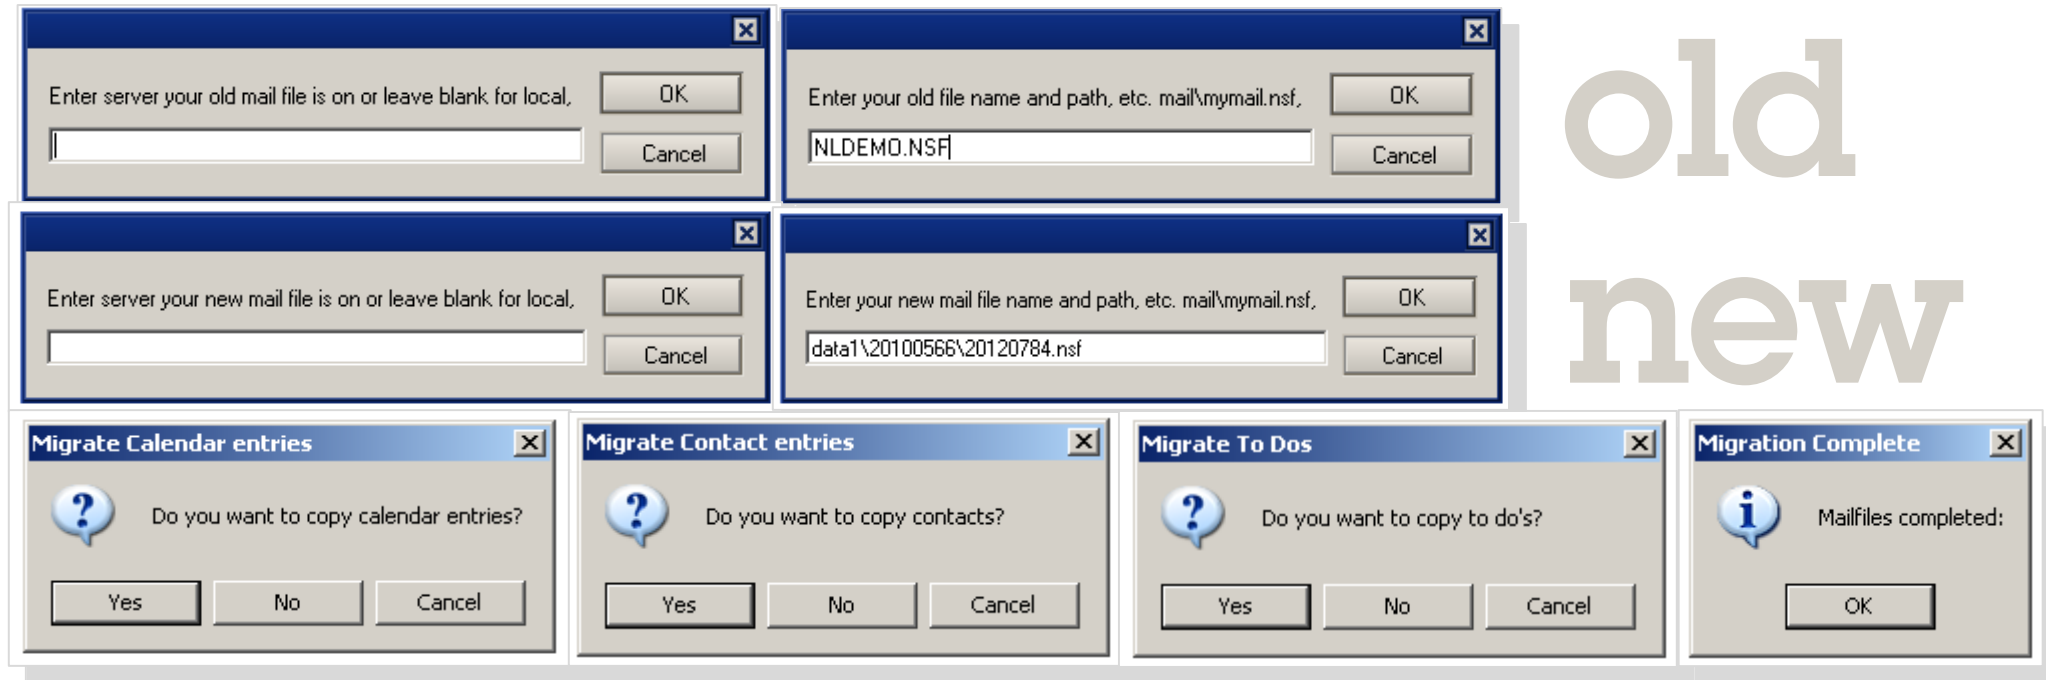 Enter server your old mail file is on or leave blank for local,
OK
Cancel
Enter your old file name and path, etc. mail\mymail.nsf,
NLDEMO.NSF
OK
Cancel
old
Enter server your new mail file is on or leave blank for local,
OK
Cancel
Enter your new mail file name and path, etc. mail\mymail.nsf,
data1\20100566\20120784.nsf
OK
Cancel
new
Migrate Calendar entries
Do you want to copy calendar entries?
Yes No Cancel
Migrate Contact entries
Do you want to copy contacts?
Yes No Cancel
Migrate To Dos
Do you want to copy to do's?
Yes No Cancel
Migration Complete
Mailfiles completed:
OK